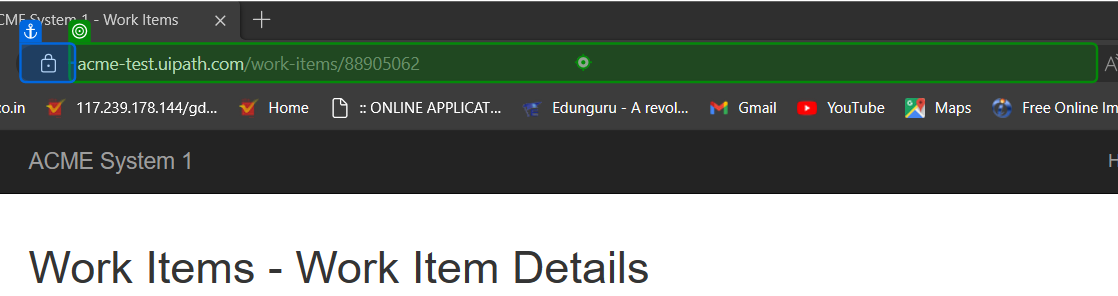 CME System 1 - Work Items
acme-test.uipath.com/work-items/88905062
co.in 117.239.178.144/gd... Home :: ONLINE APPLICAT... Edunguru - A revol... Gmail YouTube Maps Free Online Im
ACME System 1 H
Work Items - Work Item Details